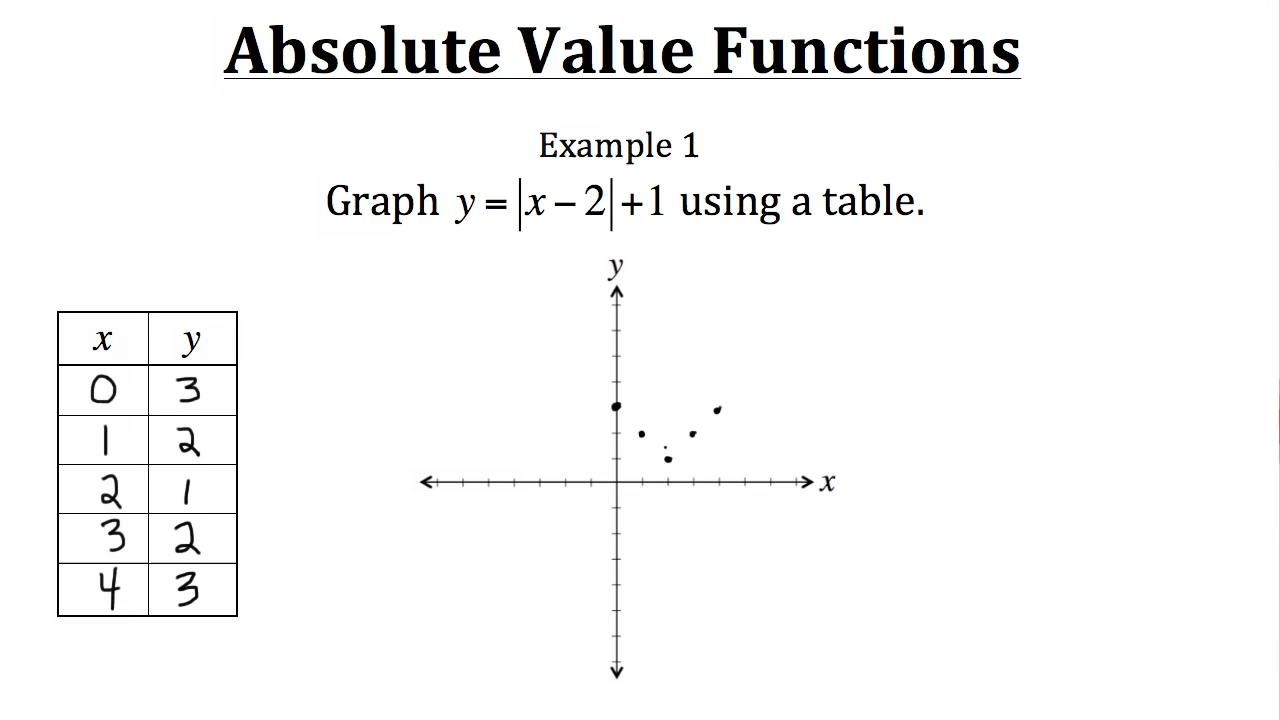 Absolute Value Functions
Example 1
Graph y = |x − 2| + 1 using a table.
y
x y
0 3
1 2
2 1
3 2
4 3
x